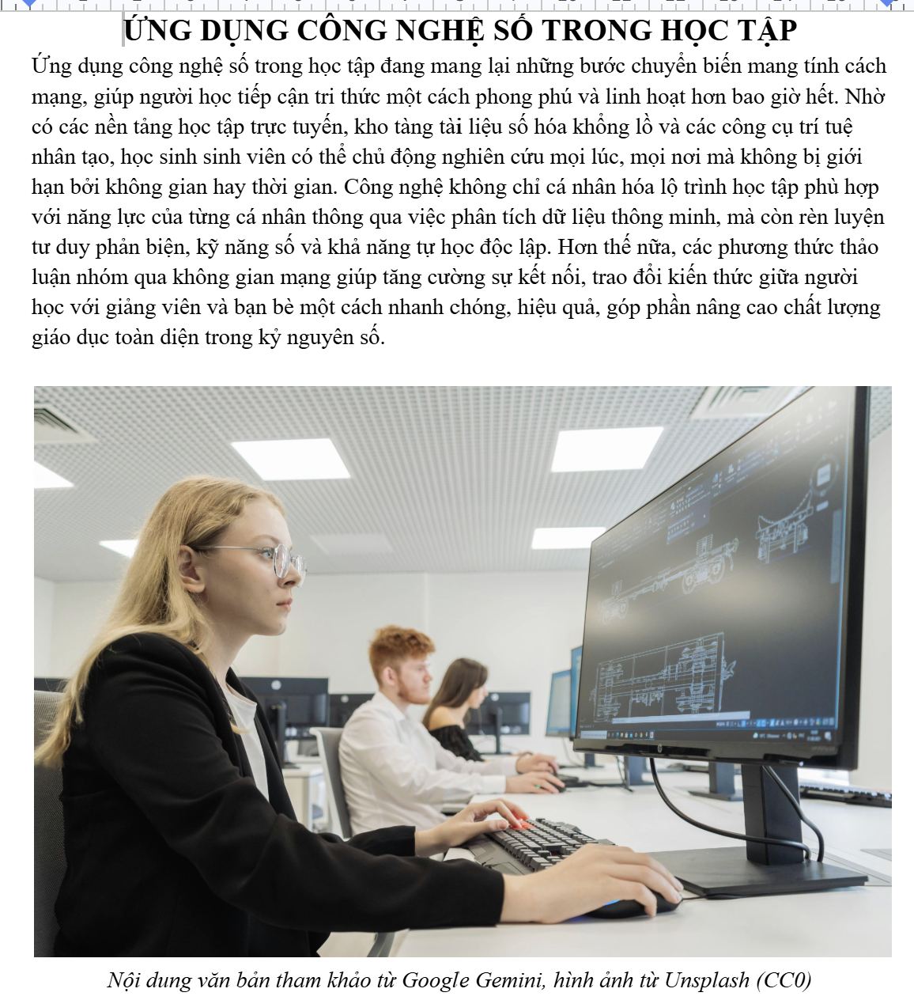 ỨNG DỤNG CÔNG NGHỆ SỐ TRONG HỌC TẬP
Ứng dụng công nghệ số trong học tập đang mang lại những bước chuyển biến mang tính cách
mạng, giúp người học tiếp cận tri thức một cách phong phú và linh hoạt hơn bao giờ hết. Nhờ
có các nền tảng học tập trực tuyến, kho tàng tài liệu số hóa khổng lồ và các công cụ trí tuệ
nhân tạo, học sinh sinh viên có thể chủ động nghiên cứu mọi lúc, mọi nơi mà không bị giới
hạn bởi không gian hay thời gian. Công nghệ không chỉ cá nhân hóa lộ trình học tập phù hợp
với năng lực của từng cá nhân thông qua việc phân tích dữ liệu thông minh, mà còn rèn luyện
tư duy phản biện, kỹ năng số và khả năng tự học độc lập. Hơn thế nữa, các phương thức thảo
luận nhóm qua không gian mạng giúp tăng cường sự kết nối, trao đổi kiến thức giữa người
học với giảng viên và bạn bè một cách nhanh chóng, hiệu quả, góp phần nâng cao chất lượng
giáo dục toàn diện trong kỷ nguyên số.
Nội dung văn bản tham khảo từ Google Gemini, hình ảnh từ Unsplash (CC0)